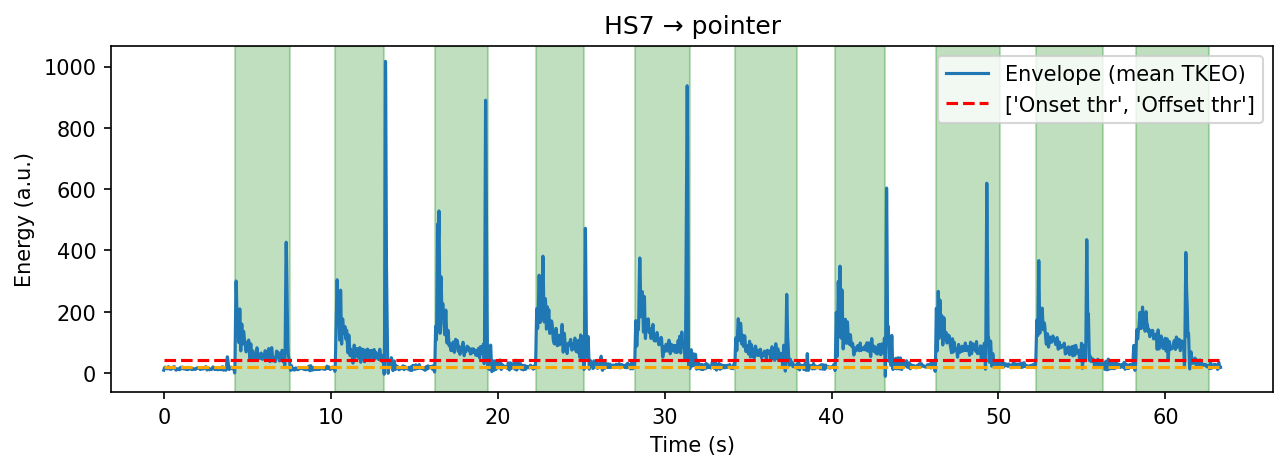 HS7 → pointer
Energy (a.u.)
1000
800
600
400
200
0
Envelope (mean TKEO)
['Onset thr', 'Offset thr']
0 10 20 30 40 50 60
Time (s)